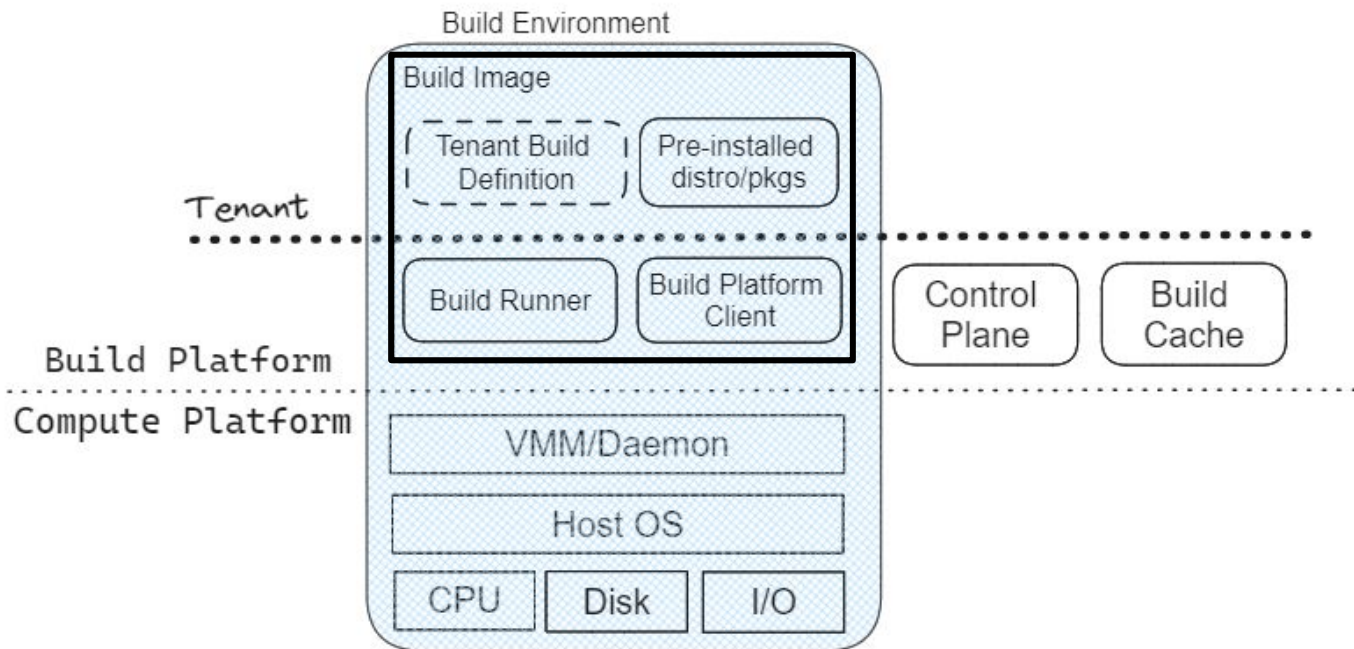 Build Environment
Build Image
Tenant Build
Definition
Pre-installed
distro/pkgs
Tenant
Build Runner
Build Platform
Client
Control
Plane
Build
Cache
Build Platform
Compute Platform
VMM/Daemon
Host OS
CPU
Disk
I/O